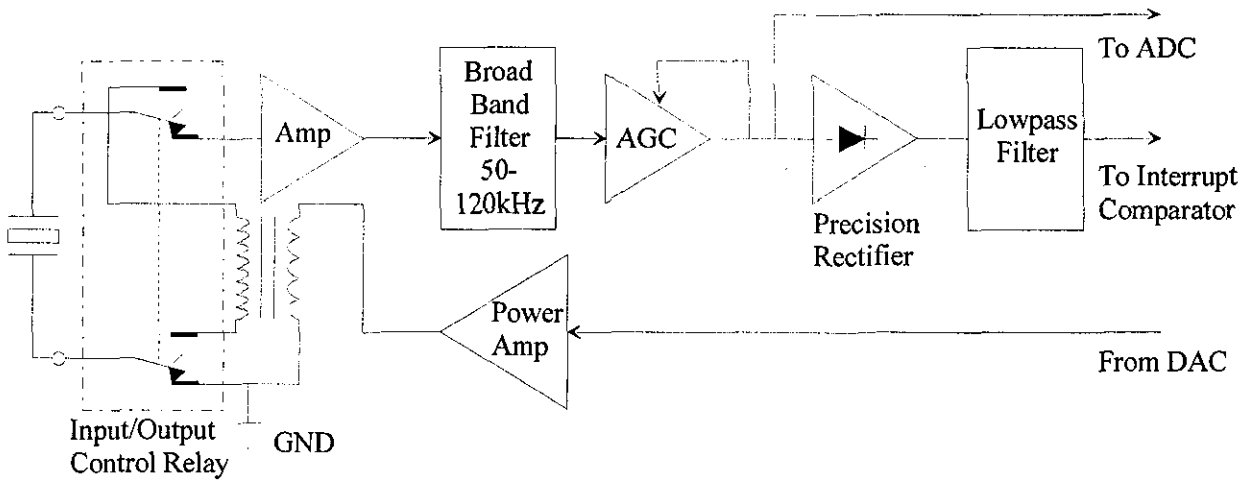 Broad
Band
Filter
50-
120kHz
Amp
AGC
To ADC
Lowpass
Filter
To Interrupt
Comparator
Precision
Rectifier
Power
Amp
From DAC
Input/Output
Control Relay
GND